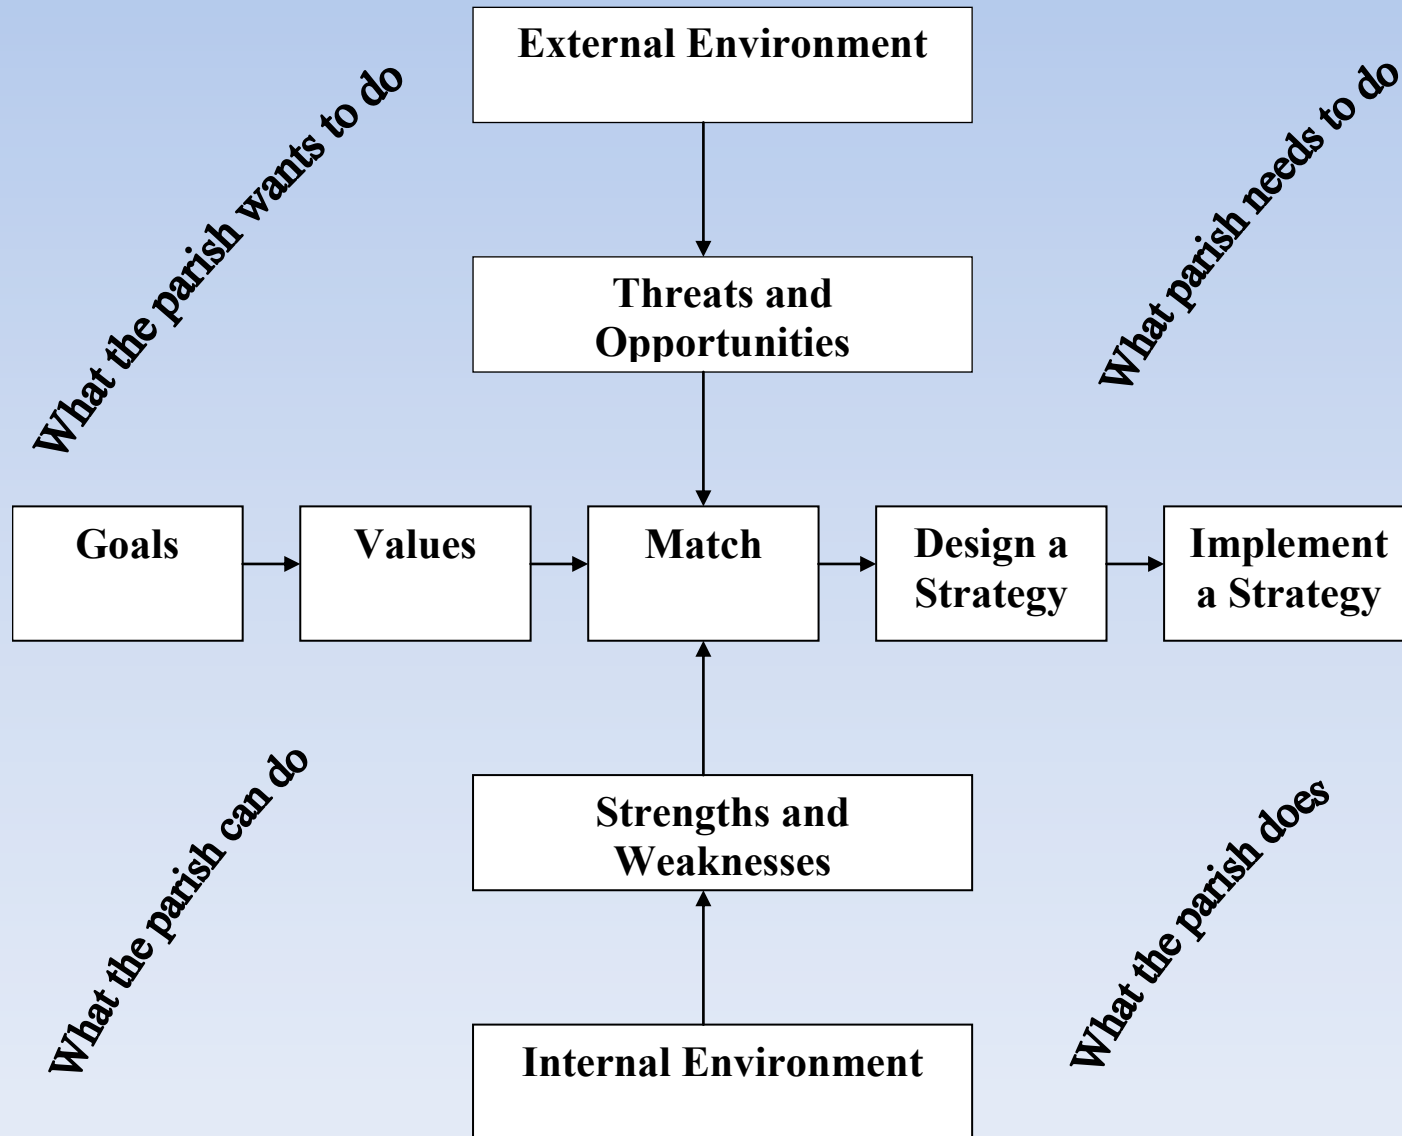 External Environment
What the parish wants to do
What parish needs to do
Threats and
Opportunities
Goals
Values
Match
Design a
Strategy
Implement
a Strategy
What the parish can do
Strengths and
Weaknesses
What the parish does
Internal Environment